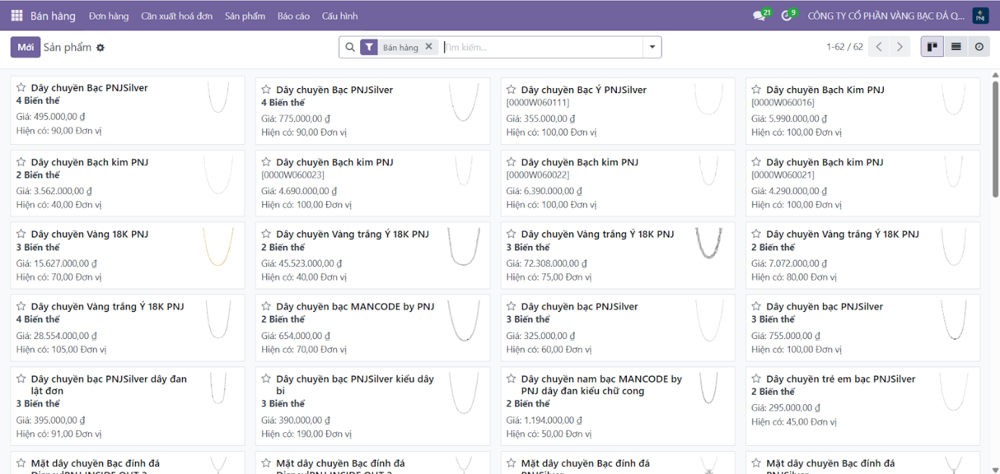 Bán hàng Đơn hàng Cần xuất hoá đơn Sản phẩm Báo cáo Cấu hình 21 9 CÔNG TY CỔ PHẦN VÀNG BẠC ĐÁ Q... PNJ
Mới Sản phẩm Bán hàng Tìm kiếm... 1-62 / 62
Dây chuyền Bạc PNJSilver
4 Biến thể
Giá: 495.000,00 ₫
Hiện có: 90,00 Đơn vị
Dây chuyền Bạc PNJSilver
4 Biến thể
Giá: 775.000,00 ₫
Hiện có: 90,00 Đơn vị
Dây chuyền Bạc Ý PNJSilver
[0000W060111]
Giá: 355.000,00 ₫
Hiện có: 100,00 Đơn vị
Dây chuyền Bạch Kim PNJ
[0000W060016]
Giá: 5.990.000,00 ₫
Hiện có: 100,00 Đơn vị
Dây chuyền Bạch kim PNJ
2 Biến thể
Giá: 3.562.000,00 ₫
Hiện có: 40,00 Đơn vị
Dây chuyền Bạch kim PNJ
[0000W060023]
Giá: 4.690.000,00 ₫
Hiện có: 100,00 Đơn vị
Dây chuyền Bạch kim PNJ
[0000W060022]
Giá: 6.390.000,00 ₫
Hiện có: 100,00 Đơn vị
Dây chuyền Bạch kim PNJ
[0000W060021]
Giá: 4.290.000,00 ₫
Hiện có: 100,00 Đơn vị
Dây chuyền Vàng 18K PNJ
3 Biến thể
Giá: 15.627.000,00 ₫
Hiện có: 70,00 Đơn vị
Dây chuyền Vàng trắng Ý 18K PNJ
2 Biến thể
Giá: 45.523.000,00 ₫
Hiện có: 40,00 Đơn vị
Dây chuyền Vàng trắng Ý 18K PNJ
3 Biến thể
Giá: 72.308.000,00 ₫
Hiện có: 75,00 Đơn vị
Dây chuyền Vàng trắng Ý 18K PNJ
2 Biến thể
Giá: 7.072.000,00 ₫
Hiện có: 80,00 Đơn vị
Dây chuyền Vàng trắng Ý 18K PNJ
4 Biến thể
Giá: 28.554.000,00 ₫
Hiện có: 105,00 Đơn vị
Dây chuyền bạc MANCODE by PNJ
2 Biến thể
Giá: 654.000,00 ₫
Hiện có: 70,00 Đơn vị
Dây chuyền bạc PNJSilver
3 Biến thể
Giá: 325.000,00 ₫
Hiện có: 60,00 Đơn vị
Dây chuyền bạc PNJSilver
3 Biến thể
Giá: 755.000,00 ₫
Hiện có: 100,00 Đơn vị
Dây chuyền bạc PNJSilver dây đan
lật đơn
3 Biến thể
Giá: 395.000,00 ₫
Hiện có: 91,00 Đơn vị
Dây chuyền bạc PNJSilver kiểu dây
bi
3 Biến thể
Giá: 390.000,00 ₫
Hiện có: 190,00 Đơn vị
Dây chuyền nam bạc MANCODE by
PNJ dây đan kiểu chữ cong
2 Biến thể
Giá: 1.194.000,00 ₫
Hiện có: 50,00 Đơn vị
Dây chuyền trẻ em bạc PNJSilver
2 Biến thể
Giá: 295.000,00 ₫
Hiện có: 45,00 Đơn vị
Mặt dây chuyền Bạc đính đá
Disney|PNJ INSIDE OUT 2
Mặt dây chuyền Bạc đính đá
Disney|PNJ INSIDE OUT 2
Mặt dây chuyền Bạc đính đá
PNJSilver
Mặt dây chuyền Bạc đính đá
PNJSilver